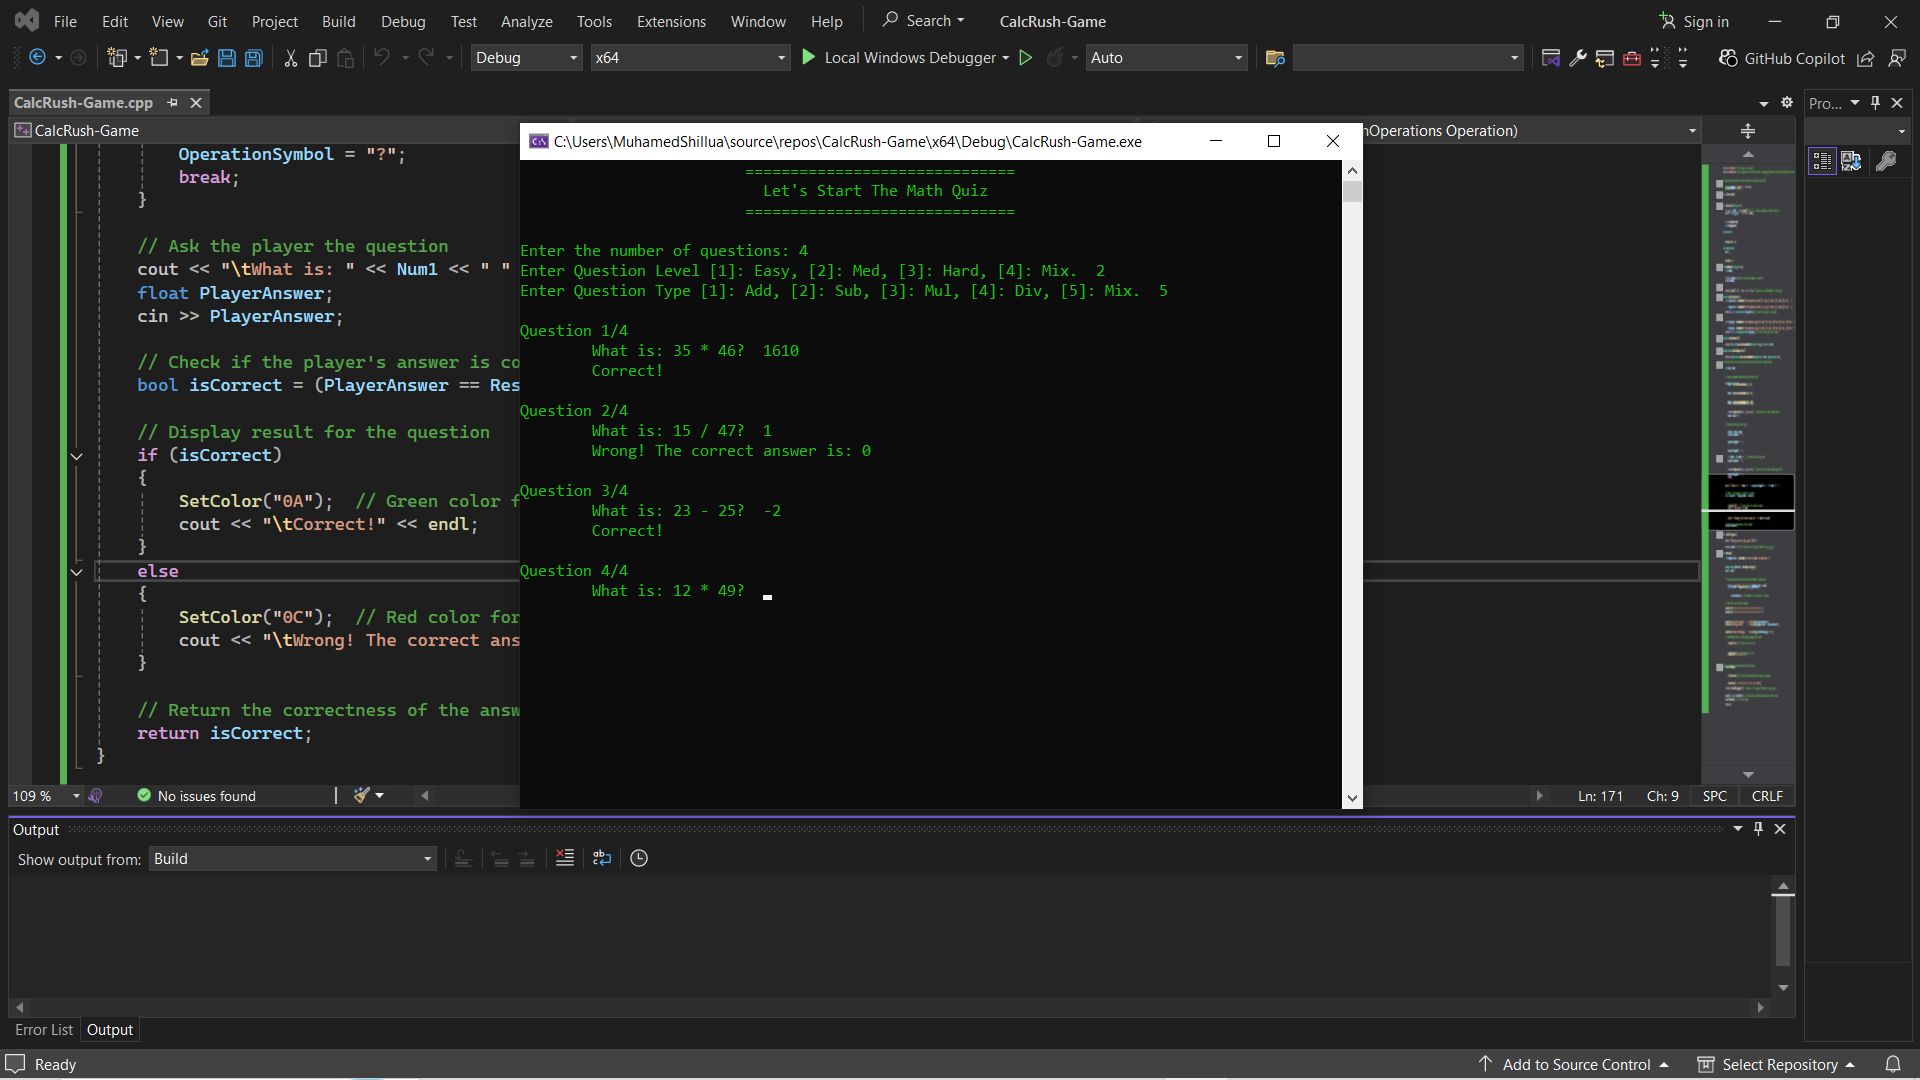 File Edit View Git Project Build Debug Test Analyze Tools Extensions Window Help Search CalcRush-Game Sign in
Debug x64 Local Windows Debugger Auto GitHub Copilot
CalcRush-Game.cpp Pro...
CalcRush-Game
nOperations Operation)
OperationSymbol = "?";
break;
}
// Ask the player the question
cout << "\tWhat is: " << Num1 << " "
float PlayerAnswer;
cin >> PlayerAnswer;
// Check if the player's answer is co
bool isCorrect = (PlayerAnswer == Res
// Display result for the question
if (isCorrect)
{
SetColor("0A"); // Green color f
cout << "\tCorrect!" << endl;
}
else
{
SetColor("0C"); // Red color for
cout << "\tWrong! The correct ans
}
// Return the correctness of the answ
return isCorrect;
}
C:\Users\MuhamedShillua\source\repos\CalcRush-Game\x64\Debug\CalcRush-Game.exe
==============================
Let's Start The Math Quiz
==============================
Enter the number of questions: 4
Enter Question Level [1]: Easy, [2]: Med, [3]: Hard, [4]: Mix. 2
Enter Question Type [1]: Add, [2]: Sub, [3]: Mul, [4]: Div, [5]: Mix. 5
Question 1/4
What is: 35 * 46? 1610
Correct!
Question 2/4
What is: 15 / 47? 1
Wrong! The correct answer is: 0
Question 3/4
What is: 23 - 25? -2
Correct!
Question 4/4
What is: 12 * 49?
109 % No issues found Ln: 171 Ch: 9 SPC CRLF
Output
Show output from: Build
Error List Output
Ready Add to Source Control Select Repository